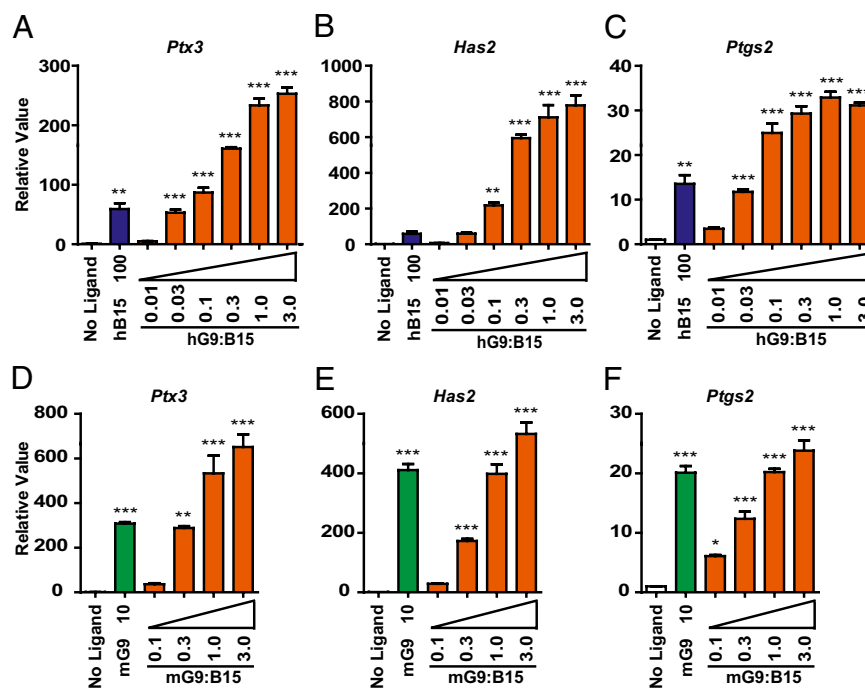 A
Ptx3
Relative Value
300
200
100
0
**
***
***
***
***
***
No Ligand
hB15 100
0.01
0.03
0.1
0.3
1.0
3.0
hG9:B15
B
Has2
1000
800
600
400
200
0
**
***
***
***
No Ligand
hB15 100
0.01
0.03
0.1
0.3
1.0
3.0
hG9:B15
C
Ptgs2
40
30
20
10
0
**
***
***
***
***
***
No Ligand
hB15 100
0.01
0.03
0.1
0.3
1.0
3.0
hG9:B15
D
Ptx3
Relative Value
800
600
400
200
0
***
**
***
***
No Ligand
mG9 10
0.1
0.3
1.0
3.0
mG9:B15
E
Has2
600
400
200
0
***
***
***
***
No Ligand
mG9 10
0.1
0.3
1.0
3.0
mG9:B15
F
Ptgs2
30
20
10
0
***
*
***
***
***
No Ligand
mG9 10
0.1
0.3
1.0
3.0
mG9:B15